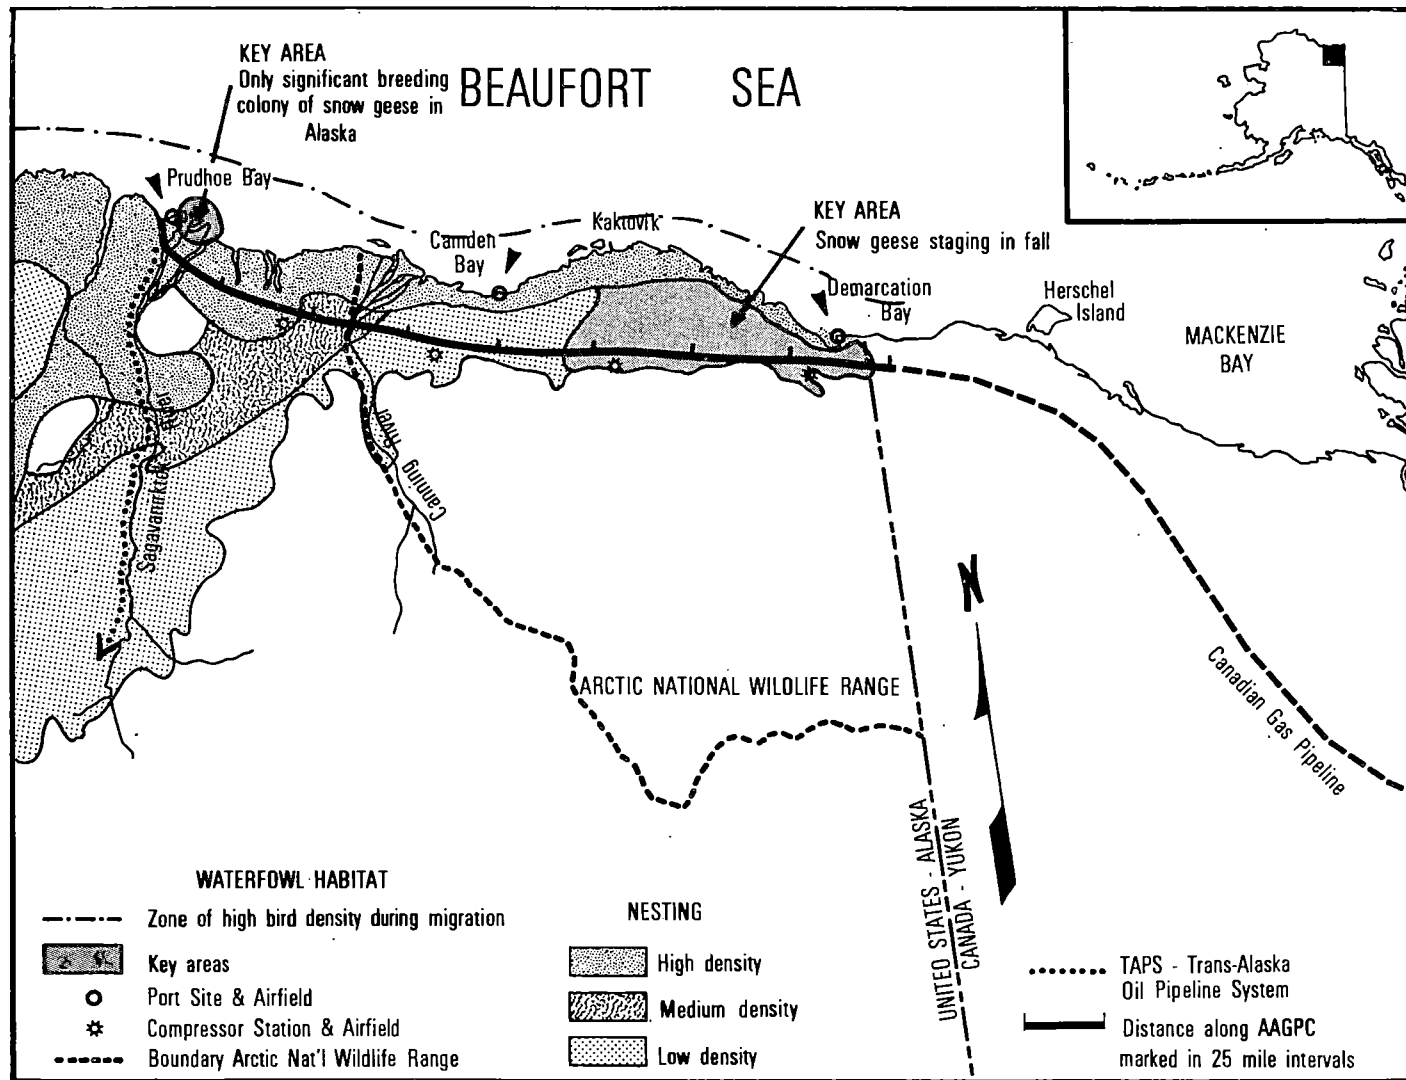 KEY AREA
Only significant breeding
colony of snow geese in
Alaska
BEAUFORT SEA
Prudhoe Bay
Camden
Bay
Kaktovik
KEY AREA
Snow geese staging in fall
Demarcation
Bay
Herschel
Island
MACKENZIE
BAY
Sagavanirktok River
Canning River
N
ARCTIC NATIONAL WILDLIFE RANGE
Canadian Gas Pipeline
UNITED STATES - ALASKA
CANADA - YUKON
WATERFOWL HABITAT
Zone of high bird density during migration
Key areas
Port Site & Airfield
Compressor Station & Airfield
Boundary Arctic Nat'l Wildlife Range
NESTING
High density
Medium density
Low density
TAPS - Trans-Alaska
Oil Pipeline System
Distance along AAGPC
marked in 25 mile intervals